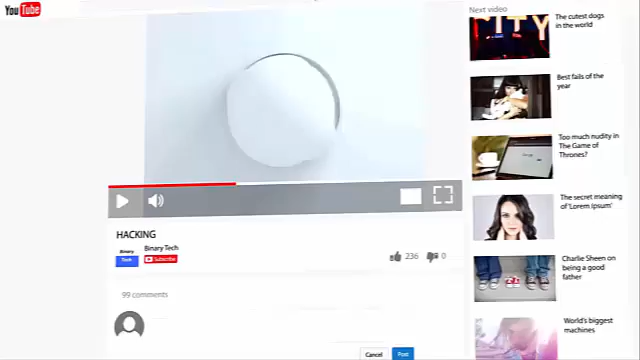 YouTube
Next video
CITY
The cutest dogs
in the world
Best fails of the
year
Too much nudity in
The Game of
Thrones?
The secret meaning
of 'Lorem Ipsum'
Charlie Sheen on
being a good
father
World's biggest
machines
HACKING
Binary
Tech
Binary Tech
Subscribe
236
0
99 comments
Cancel
Post